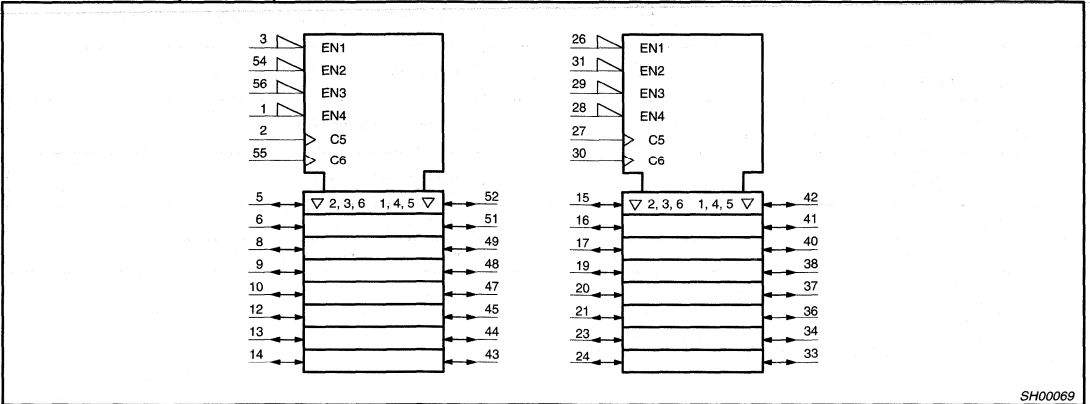 3 EN1
54 EN2
56 EN3
1 EN4
2 C5
55 C6
5 ▽ 2, 3, 6 1, 4, 5 ▽ 52
6 51
8 49
9 48
10 47
12 45
13 44
14 43
26 EN1
31 EN2
29 EN3
28 EN4
27 C5
30 C6
15 ▽ 2, 3, 6 1, 4, 5 ▽ 42
16 41
17 40
19 38
20 37
21 36
23 34
24 33
SH00069